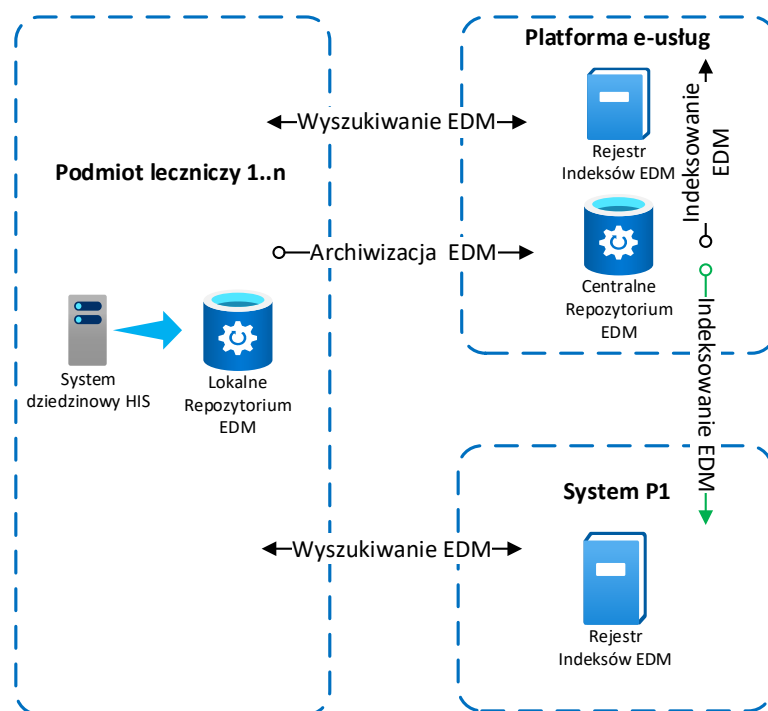 Platforma e-usług
Wyszukiwanie EDM
Rejestr
Indeksów EDM
Indeksowanie
EDM
Podmiot leczniczy 1..n
Archiwizacja EDM
Centralne
Repozytorium
EDM
Indeksowanie EDM
System
dziedzinowy HIS
Lokalne
Repozytorium
EDM
System P1
Wyszukiwanie EDM
Rejestr
Indeksów EDM